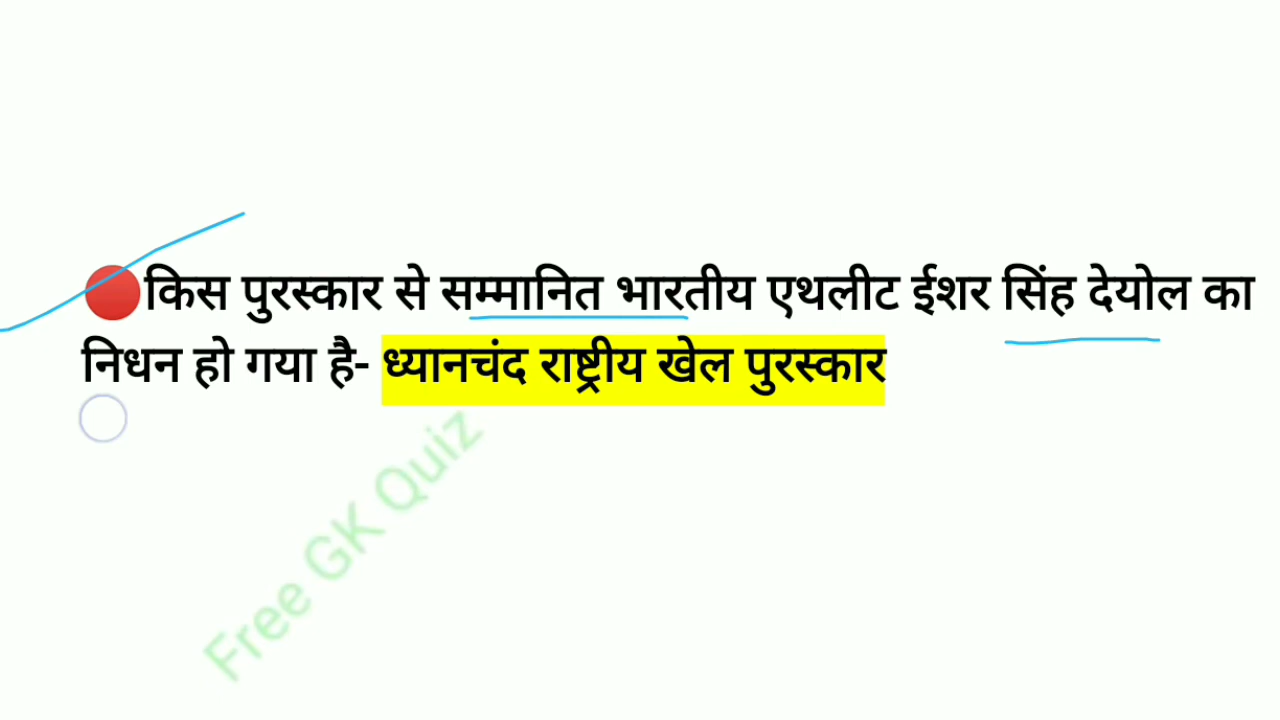 किस पुरस्कार से सम्मानित भारतीय एथलीट ईशर सिंह देयोल का
निधन हो गया है- ध्यानचंद राष्ट्रीय खेल पुरस्कार
Free GK Quiz